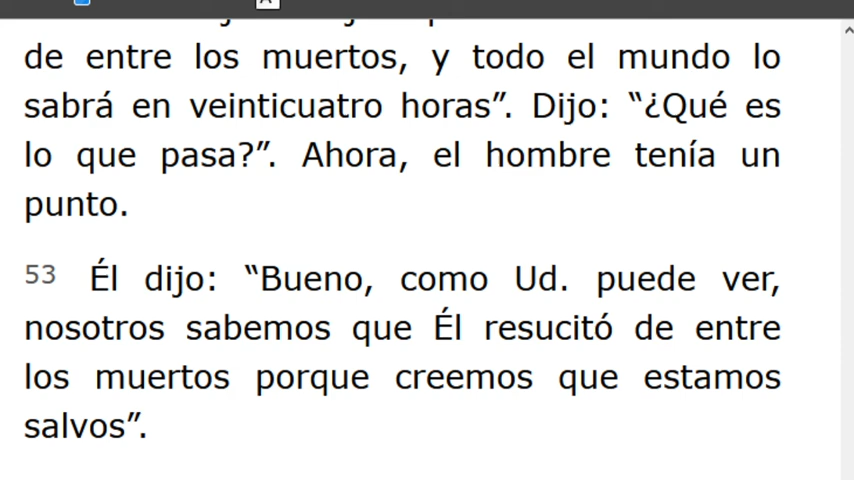 de entre los muertos, y todo el mundo lo
sabrá en veinticuatro horas”. Dijo: “¿Qué es
lo que pasa?”. Ahora, el hombre tenía un
punto.
53 Él dijo: “Bueno, como Ud. puede ver,
nosotros sabemos que Él resucitó de entre
los muertos porque creemos que estamos
salvos”.